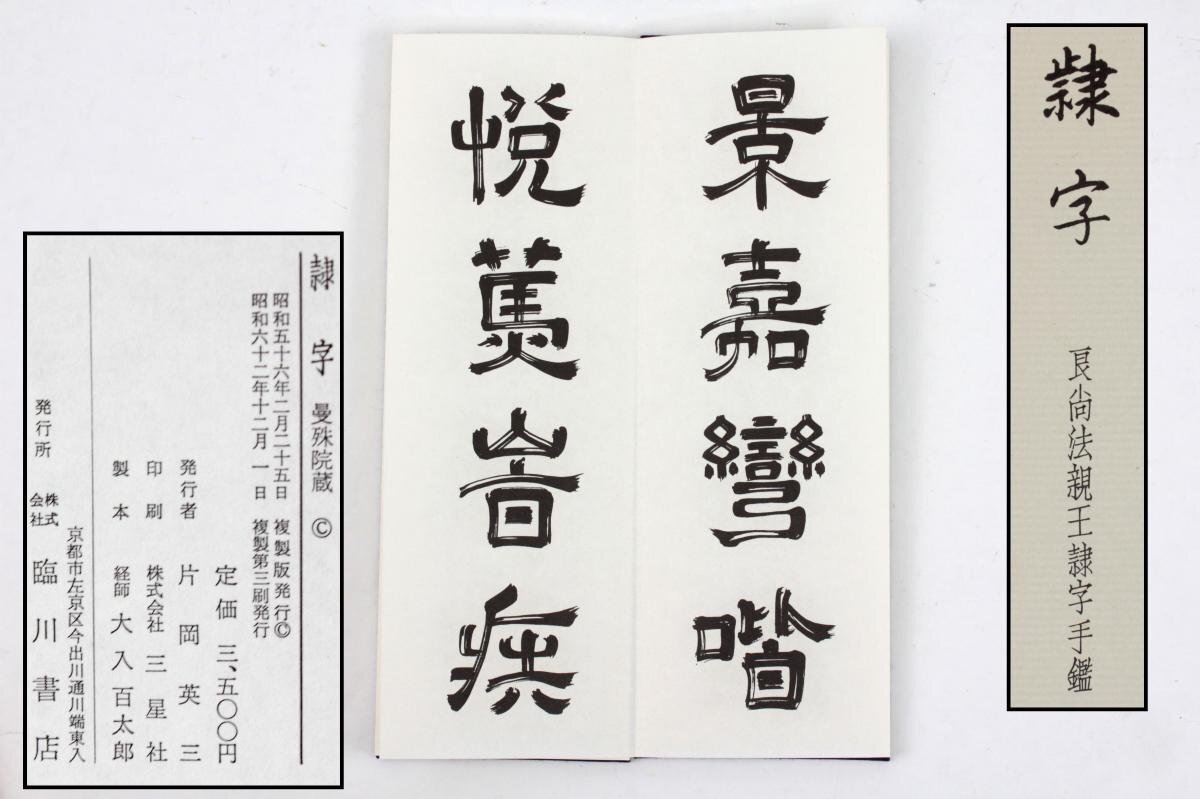 隷字
良尚法親王隷字手鑑
景嘉彎喈
悅旹
隷字 曼殊院蔵 ©
昭和五十六年二月二十五日 複製版発行©
昭和六十二年十二月一日 複製第三刷発行
定価 三、五〇〇円
発行者 片岡英三
印刷 株式会社 三星社
製本 経師 大入百太郎
京都市左京区今出川通川端東入
発行所 株式会社 臨川書店